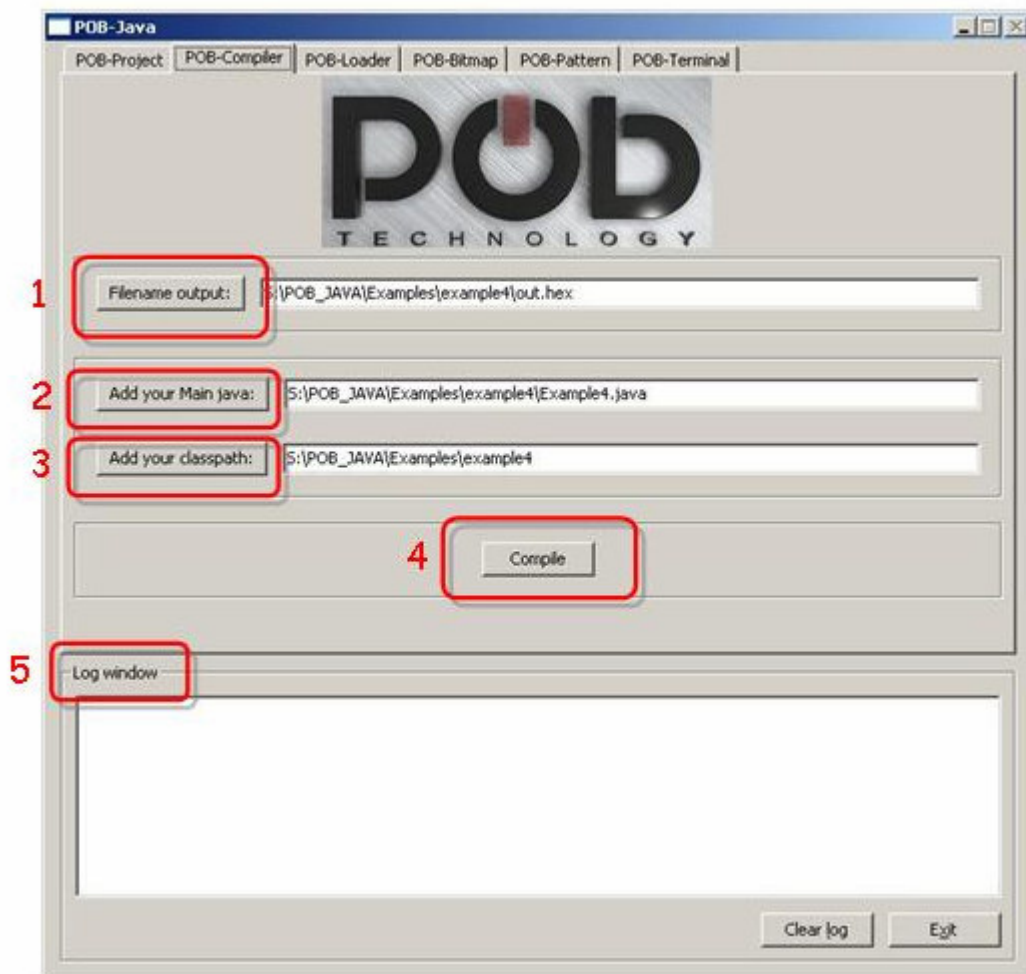 POB-Java
POB-Project POB-Compiler POB-Loader POB-Bitmap POB-Pattern POB-Terminal
POb
TECHNOLOGY
1 Filename output: S:\POB_JAVA\Examples\example4\out.hex
2 Add your Main java: S:\POB_JAVA\Examples\example4\Example4.java
3 Add your classpath: S:\POB_JAVA\Examples\example4
4 Compile
5 Log window
Clear log Exit